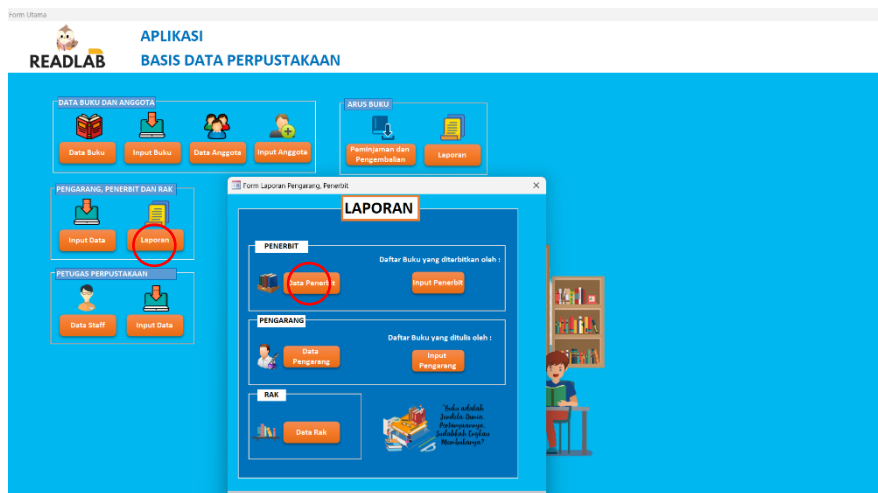 Form Utama
READLAB
APLIKASI
BASIS DATA PERPUSTAKAAN
DATA BUKU DAN ANGGOTA
Data Buku
Input Buku
Data Anggota
Input Anggota
ARUS BUKU
Peminjaman dan
Pengembalian
Laporan
PENGARANG, PENERBIT DAN RAK
Input Data
Laporan
PETUGAS PERPUSTAKAAN
Data Staff
Input Data
Form Laporan Pengarang, Penerbit
LAPORAN
PENERBIT
Data Penerbit
Daftar Buku yang diterbitkan oleh :
Input Penerbit
PENGARANG
Data
Pengarang
Daftar Buku yang ditulis oleh :
Input
Pengarang
RAK
Data Rak
"Buku adalah
Jendela Dunia.
Pertanyaannya,
Sudahkah Engkau
Membukanya?